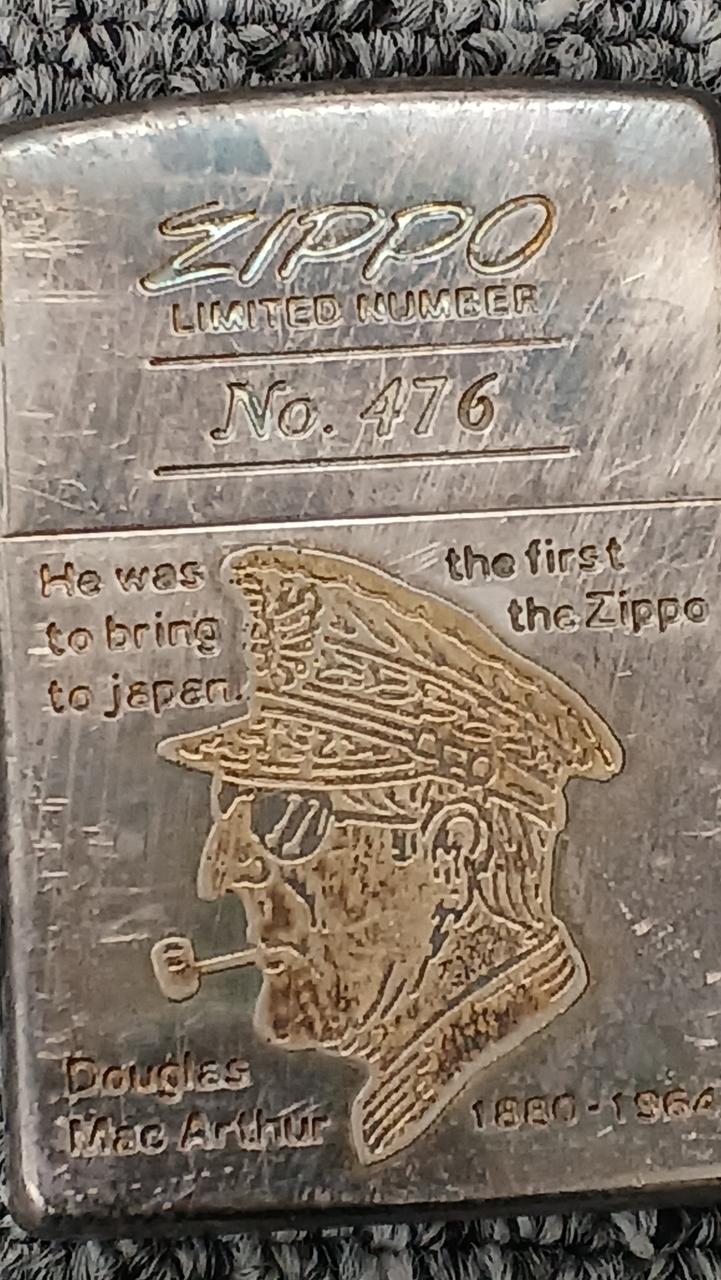 ZIPPO
LIMITED NUMBER
No. 476
He was the first
to bring the Zippo
to japan.
Douglas
Mac Arthur
1880-1964